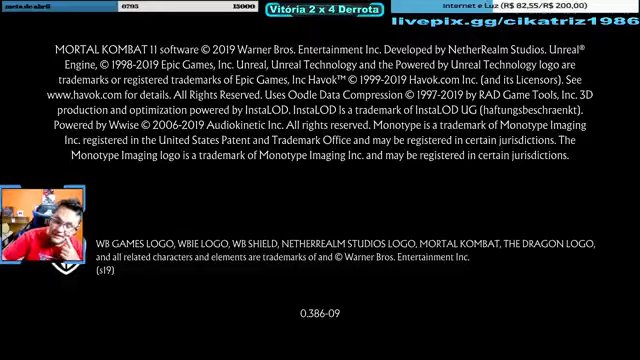 meta de abril 6795 15000
Vitória 2 x 4 Derrota
Internet e Luz (R$ 82,55/R$ 200,00)
livepix.gg/cikatriz1986
MORTAL KOMBAT 11 software © 2019 Warner Bros. Entertainment Inc. Developed by NetherRealm Studios. Unreal®
Engine, © 1998-2019 Epic Games, Inc. Unreal, Unreal Technology and the Powered by Unreal Technology logo are
trademarks or registered trademarks of Epic Games, Inc Havok™ © 1999-2019 Havok.com Inc. (and its Licensors). See
www.havok.com for details. All Rights Reserved. Uses Oodle Data Compression © 1997-2019 by RAD Game Tools, Inc. 3D
production and optimization powered by InstaLOD. InstaLOD Is a trademark of InstaLOD UG (haftungsbeschraenkt).
Powered by Wwise © 2006-2019 Audiokinetic Inc. All rights reserved. Monotype is a trademark of Monotype Imaging
Inc. registered in the United States Patent and Trademark Office and may be registered in certain jurisdictions. The
Monotype Imaging logo is a trademark of Monotype Imaging Inc. and may be registered in certain jurisdictions.
WB GAMES LOGO, WBIE LOGO, WB SHIELD, NETHERREALM STUDIOS LOGO, MORTAL KOMBAT, THE DRAGON LOGO,
and all related characters and elements are trademarks of and © Warner Bros. Entertainment Inc.
(s19)
0.386-09